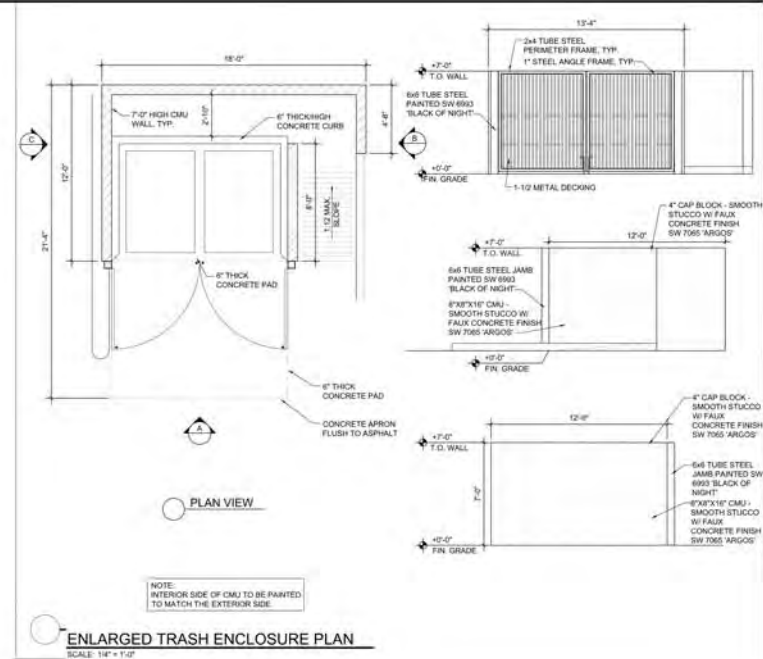 18'-0"
7'-0" HIGH CMU
WALL, TYP.
2'-10"
6" THICK/HIGH
CONCRETE CURB
4'-8"
C
B
12'-0"
8'-0"
1:12 MAX.
SLOPE
21'-4"
6" THICK
CONCRETE PAD
6" THICK
CONCRETE PAD
CONCRETE APRON
FLUSH TO ASPHALT
A
PLAN VIEW
NOTE:
INTERIOR SIDE OF CMU TO BE PAINTED
TO MATCH THE EXTERIOR SIDE.
ENLARGED TRASH ENCLOSURE PLAN
SCALE: 1/4" = 1'-0"
13'-4"
2x4 TUBE STEEL
PERIMETER FRAME, TYP.
1" STEEL ANGLE FRAME, TYP.
+7'-0"
T.O. WALL
6x6 TUBE STEEL
PAINTED SW 6993
'BLACK OF NIGHT'
+0'-0"
FIN. GRADE
1-1/2 METAL DECKING
4" CAP BLOCK - SMOOTH
STUCCO W/ FAUX
CONCRETE FINISH
SW 7065 'ARGOS'
12'-0"
+7'-0"
T.O. WALL
6x6 TUBE STEEL JAMB
PAINTED SW 6993
'BLACK OF NIGHT'
8"X8"X16" CMU -
SMOOTH STUCCO W/
FAUX CONCRETE FINISH
SW 7065 'ARGOS'
+0'-0"
FIN. GRADE
4" CAP BLOCK -
SMOOTH STUCCO
W/ FAUX
CONCRETE FINISH
SW 7065 'ARGOS'
12'-0"
+7'-0"
T.O. WALL
7'-0"
6x6 TUBE STEEL
JAMB PAINTED SW
6993 'BLACK OF
NIGHT'
8"X8"X16" CMU -
SMOOTH STUCCO
W/ FAUX
CONCRETE FINISH
SW 7065 'ARGOS'
+0'-0"
FIN. GRADE